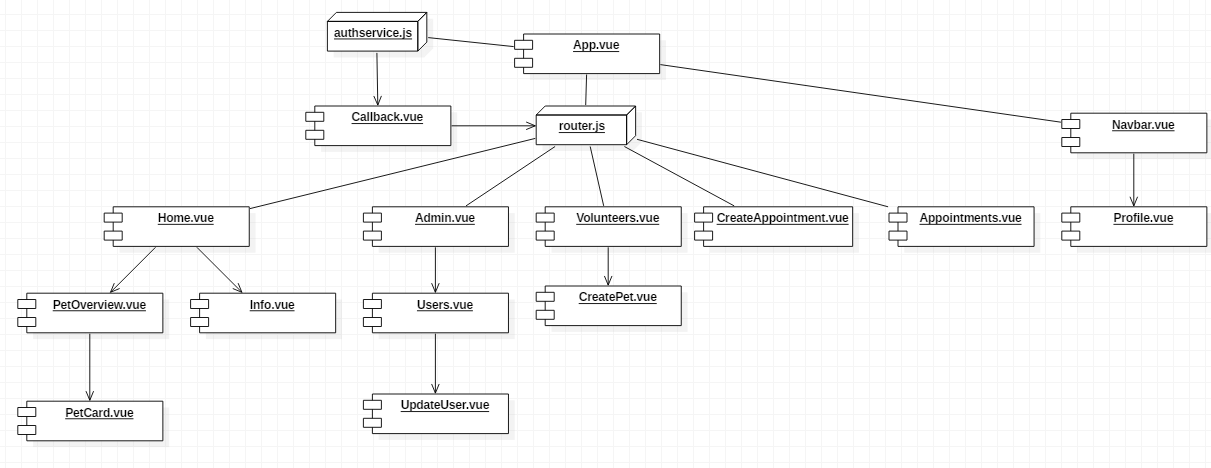 authservice.js
App.vue
Callback.vue
router.js
Navbar.vue
Home.vue
Admin.vue
Volunteers.vue
CreateAppointment.vue
Appointments.vue
Profile.vue
PetOverview.vue
Info.vue
Users.vue
CreatePet.vue
PetCard.vue
UpdateUser.vue